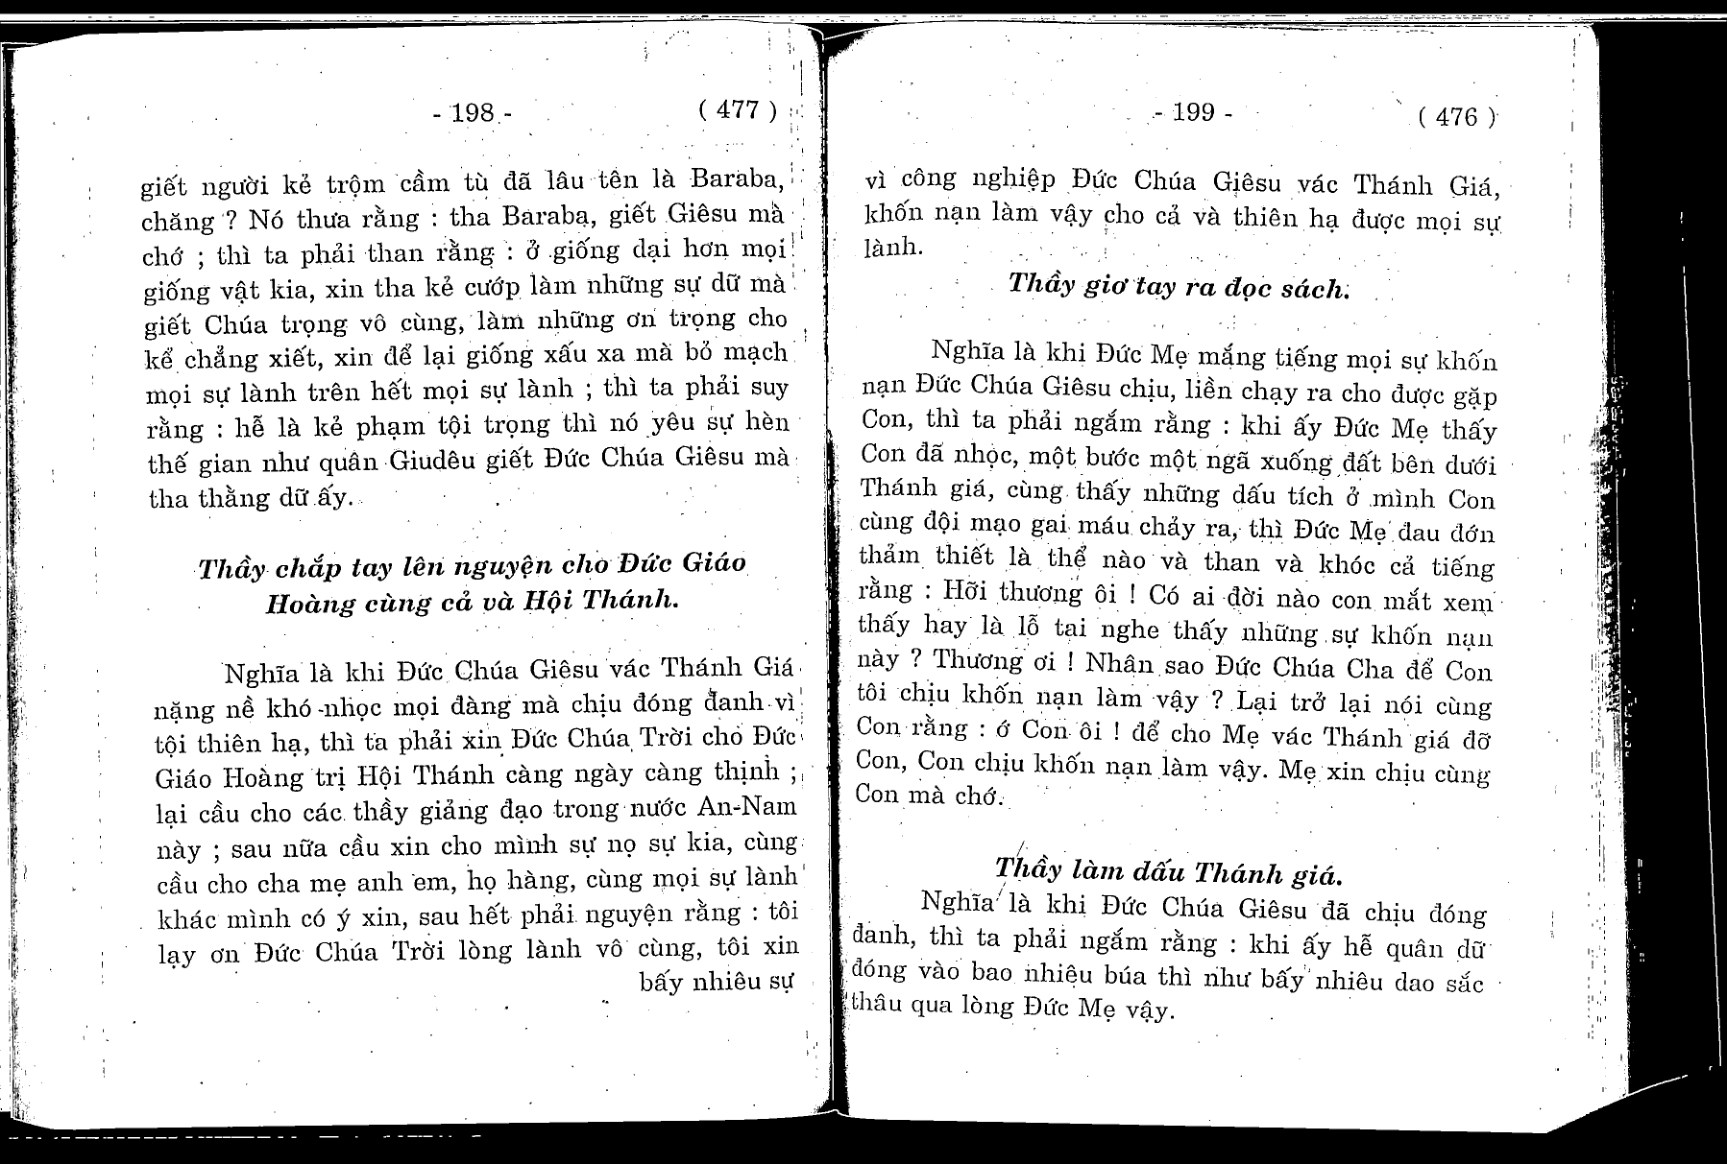 - 198 -
( 477 )
giết người kẻ trộm cầm tù đã lâu tên là Baraba,
chăng ? Nó thưa rằng : tha Baraba, giết Giêsu mà
chớ ; thì ta phải than rằng : ở giống dại hơn mọi
giống vật kia, xin tha kẻ cướp làm những sự dữ mà
giết Chúa trọng vô cùng, làm những ơn trọng cho
kể chẳng xiết, xin để lại giống xấu xa mà bỏ mạch
mọi sự lành trên hết mọi sự lành ; thì ta phải suy
rằng : hễ là kẻ phạm tội trọng thì nó yêu sự hèn
thế gian như quân Giudêu giết Đức Chúa Giêsu mà
tha thằng dữ ấy.
Thầy chắp tay lên nguyện cho Đức Giáo
Hoàng cùng cả và Hội Thánh.
Nghĩa là khi Đức Chúa Giêsu vác Thánh Giá
nặng nề khó nhọc mọi đàng mà chịu đóng đanh vì
tội thiên hạ, thì ta phải xin Đức Chúa Trời cho Đức
Giáo Hoàng trị Hội Thánh càng ngày càng thịnh ;
lại cầu cho các thầy giảng đạo trong nước An-Nam
này ; sau nữa cầu xin cho mình sự nọ sự kia, cùng
cầu cho cha mẹ anh em, họ hàng, cùng mọi sự lành
khác mình có ý xin, sau hết phải nguyện rằng : tôi
lạy ơn Đức Chúa Trời lòng lành vô cùng, tôi xin
bấy nhiêu sự
- 199 -
( 476 )
vì công nghiệp Đức Chúa Giêsu vác Thánh Giá,
khốn nạn làm vậy cho cả và thiên hạ được mọi sự
lành.
Thầy giơ tay ra đọc sách.
Nghĩa là khi Đức Mẹ mắng tiếng mọi sự khốn
nạn Đức Chúa Giêsu chịu, liền chạy ra cho được gặp
Con, thì ta phải ngắm rằng : khi ấy Đức Mẹ thấy
Con đã nhọc, một bước một ngã xuống đất bên dưới
Thánh giá, cùng thấy những dấu tích ở mình Con
cùng đội mạo gai máu chảy ra, thì Đức Mẹ đau đớn
thảm thiết là thể nào và than và khóc cả tiếng
rằng : Hỡi thương ôi ! Có ai đời nào con mắt xem
thấy hay là lỗ tai nghe thấy những sự khốn nạn
này ? Thương ơi ! Nhân sao Đức Chúa Cha để Con
tôi chịu khốn nạn làm vậy ? Lại trở lại nói cùng
Con rằng : ớ Con ôi ! để cho Mẹ vác Thánh giá đỡ
Con, Con chịu khốn nạn làm vậy. Mẹ xin chịu cùng
Con mà chớ.
Thầy làm dấu Thánh giá.
Nghĩa là khi Đức Chúa Giêsu đã chịu đóng
đanh, thì ta phải ngắm rằng : khi ấy hễ quân dữ
đóng vào bao nhiệu búa thì như bấy nhiêu dao sắc
thâu qua lòng Đức Mẹ vậy.